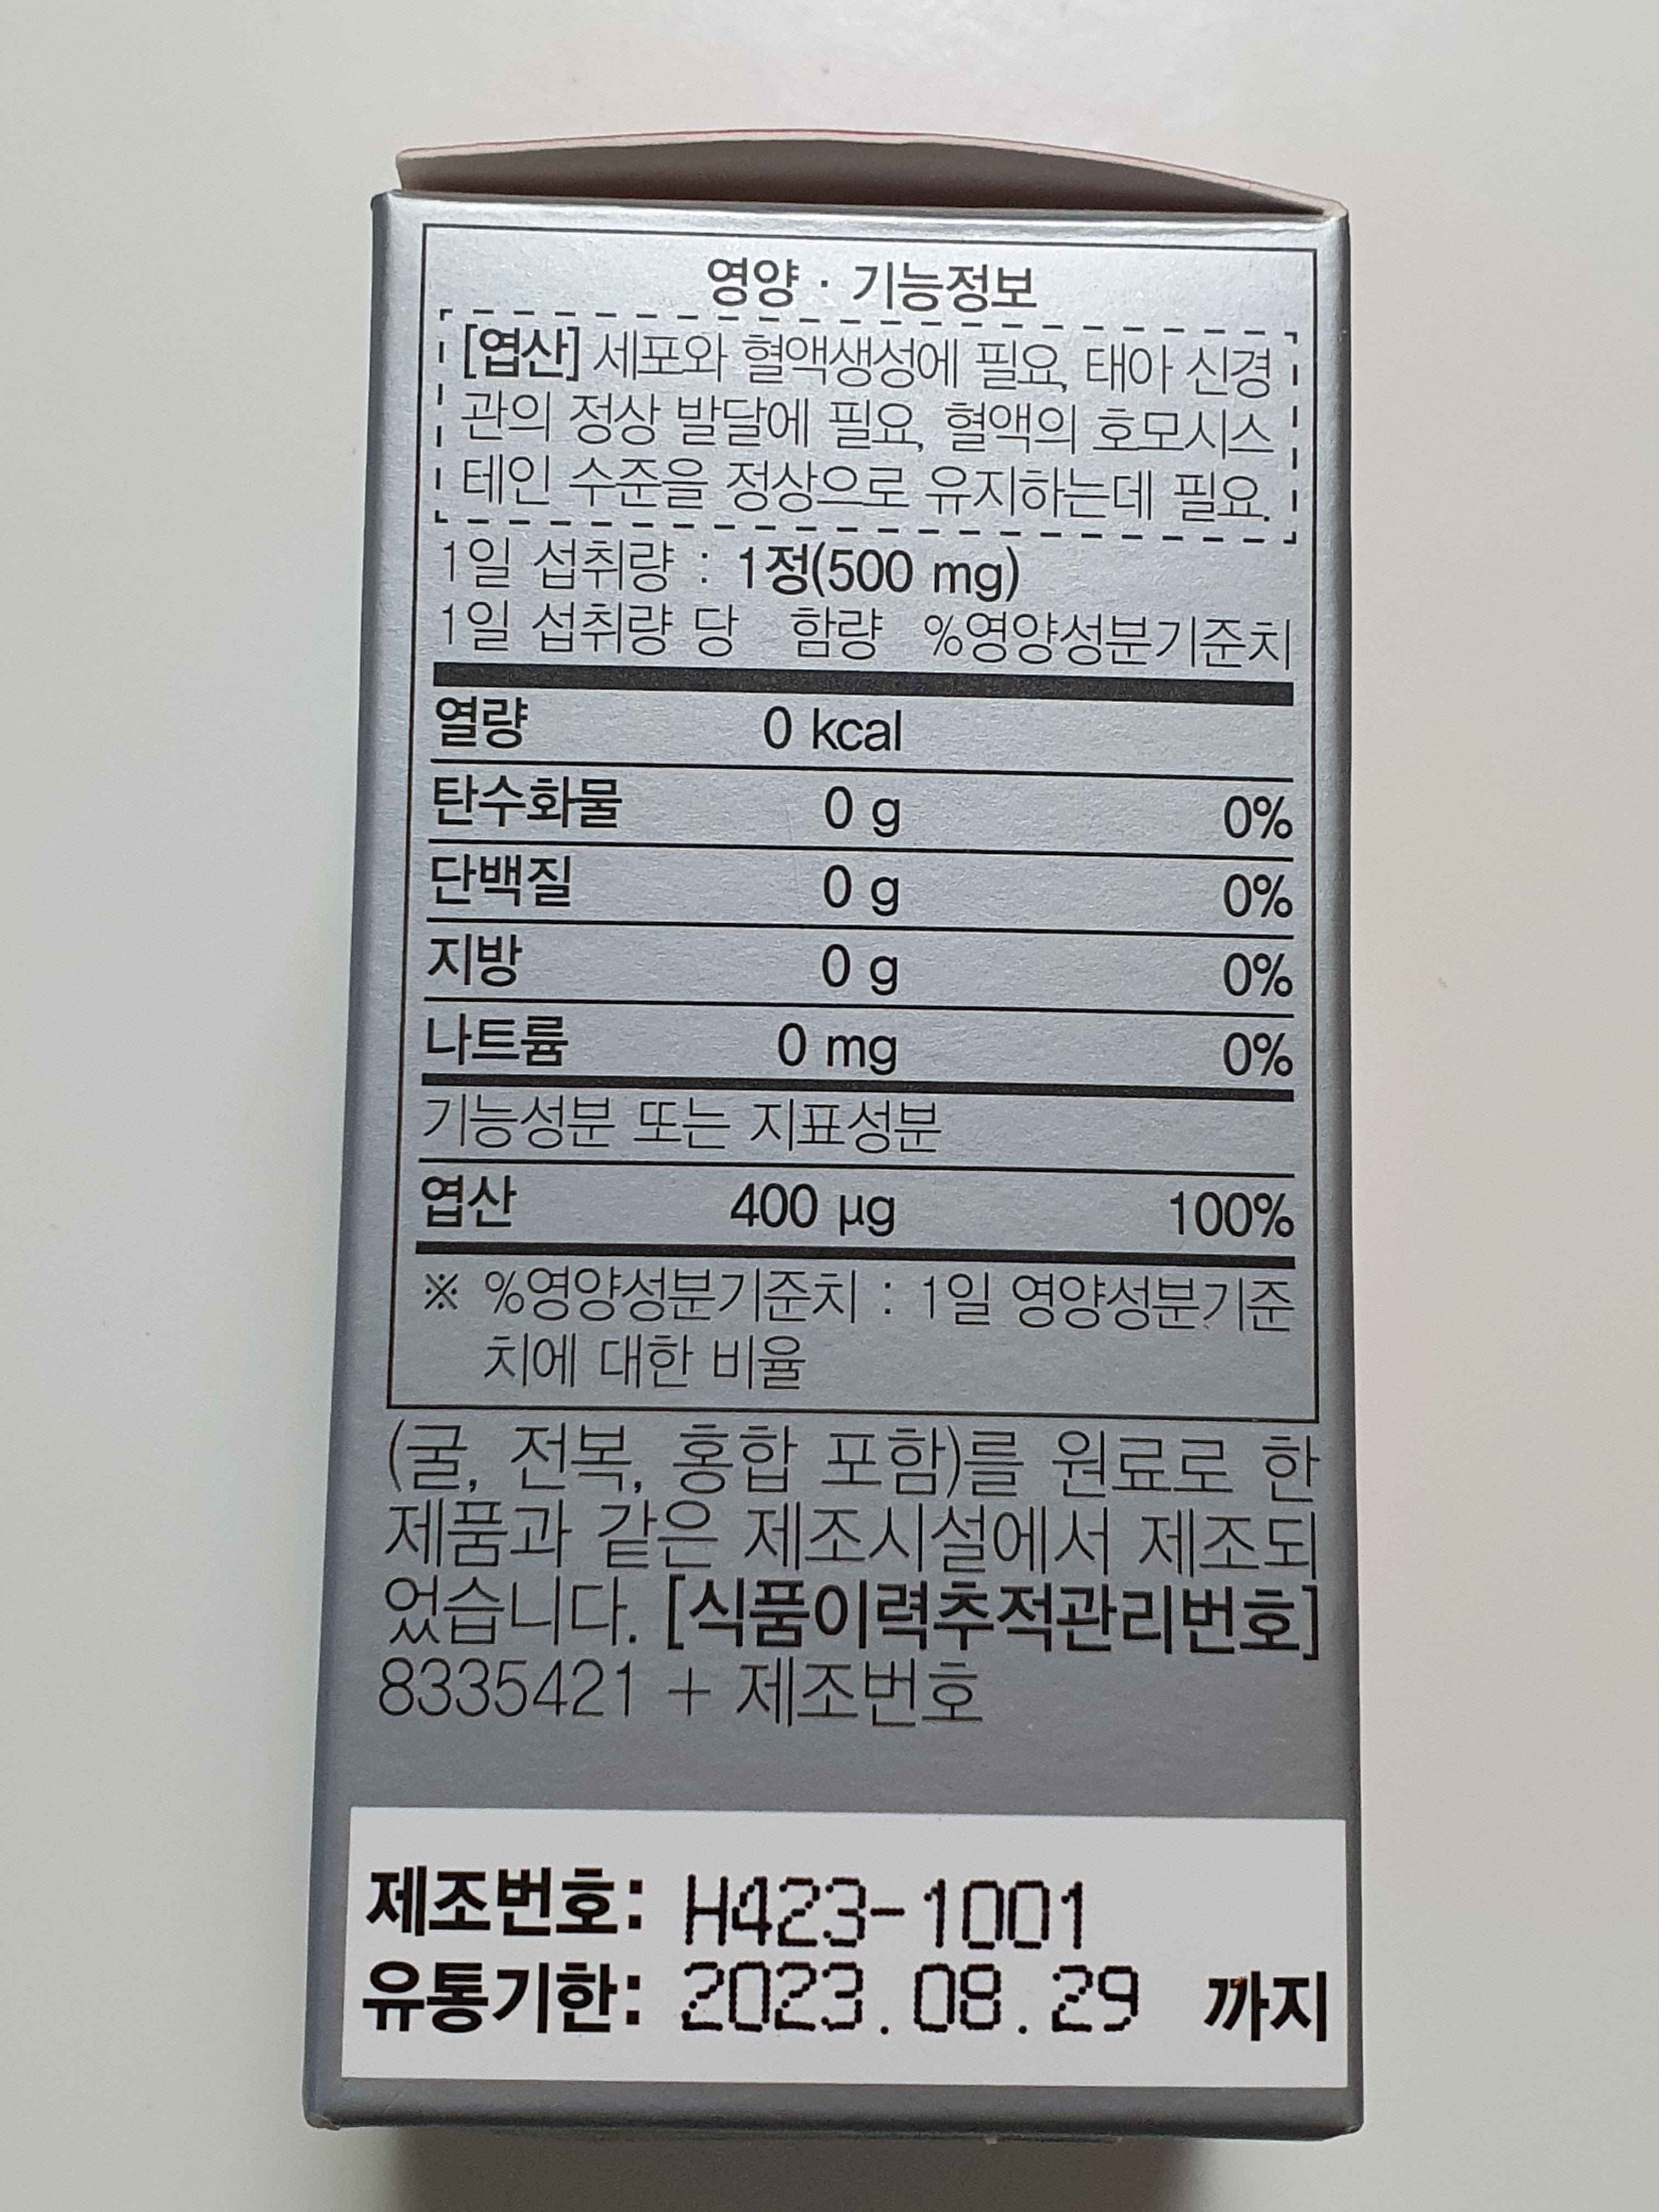 영양 · 기능정보
[엽산] 세포와 혈액생성에 필요, 태아 신경
관의 정상 발달에 필요, 혈액의 호모시스
테인 수준을 정상으로 유지하는데 필요.
1일 섭취량 : 1정(500 mg)
1일 섭취량 당 함량 %영양성분기준치
열량 0 kcal
탄수화물 0 g 0%
단백질 0 g 0%
지방 0 g 0%
나트륨 0 mg 0%
기능성분 또는 지표성분
엽산 400 µg 100%
※ %영양성분기준치 : 1일 영양성분기준
치에 대한 비율
(굴, 전복, 홍합 포함)를 원료로 한
제품과 같은 제조시설에서 제조되
었습니다. [식품이력추적관리번호]
8335421 + 제조번호
제조번호: H423-1001
유통기한: 2023.08.29 까지